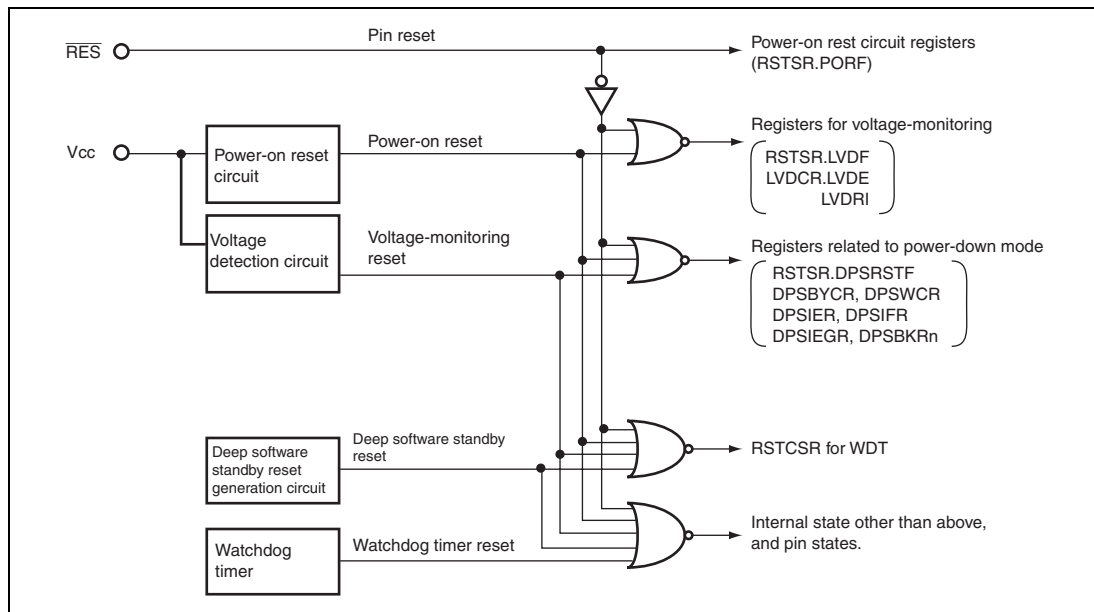 RES
Pin reset
Power-on rest circuit registers
(RSTSR.PORF)
Vcc
Power-on reset
circuit
Power-on reset
Registers for voltage-monitoring
RSTSR.LVDF
LVDCR.LVDE
LVDRI
Voltage
detection circuit
Voltage-monitoring
reset
Registers related to power-down mode
RSTSR.DPSRSTF
DPSBYCR, DPSWCR
DPSIER, DPSIFR
DPSIEGR, DPSBKRn
Deep software
standby reset
generation circuit
Deep software standby
reset
RSTCSR for WDT
Watchdog
timer
Watchdog timer reset
Internal state other than above,
and pin states.